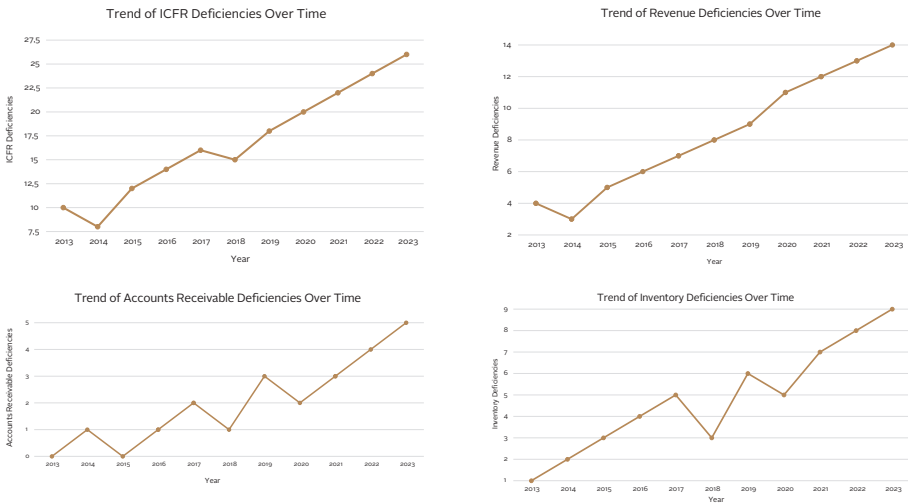 Trend of ICFR Deficiencies Over Time
27.5
25
22.5
20
17.5
15
12.5
10
7.5
ICFR Deficiencies
2013 2014 2015 2016 2017 2018 2019 2020 2021 2022 2023
Year
Trend of Revenue Deficiencies Over Time
14
12
10
8
6
4
2
Revenue Deficiencies
2013 2014 2015 2016 2017 2018 2019 2020 2021 2022 2023
Year
Trend of Accounts Receivable Deficiencies Over Time
5
4
3
2
1
0
Accounts Receivable Deficiencies
2013 2014 2015 2016 2017 2018 2019 2020 2021 2022 2023
Year
Trend of Inventory Deficiencies Over Time
9
8
7
6
5
4
3
2
1
Inventory Deficiencies
2013 2014 2015 2016 2017 2018 2019 2020 2021 2022 2023
Year